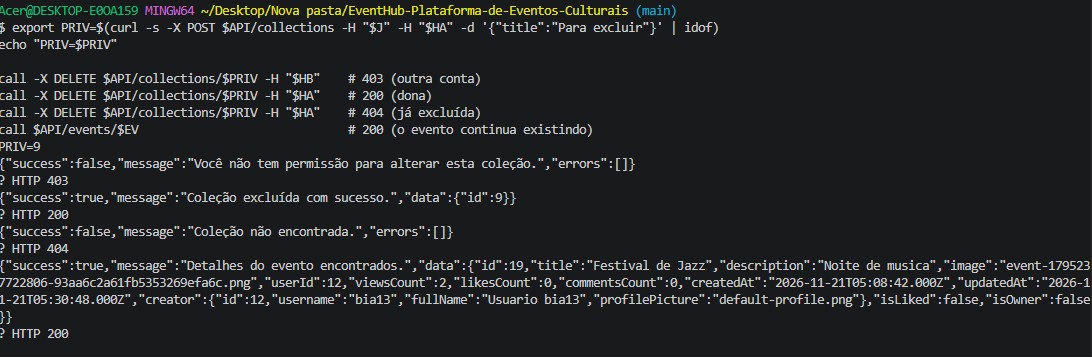 Acer@DESKTOP-E0OA159 MINGW64 ~/Desktop/Nova pasta/EventHub-Plataforma-de-Eventos-Culturais (main)
$ export PRIV=$(curl -s -X POST $API/collections -H "$J" -H "$HA" -d '{"title":"Para excluir"}' | idof)
echo "PRIV=$PRIV"
call -X DELETE $API/collections/$PRIV -H "$HB"    # 403 (outra conta)
call -X DELETE $API/collections/$PRIV -H "$HA"    # 200 (dona)
call -X DELETE $API/collections/$PRIV -H "$HA"    # 404 (já excluída)
call $API/events/$EV                              # 200 (o evento continua existindo)
PRIV=9
{"success":false,"message":"Você não tem permissão para alterar esta coleção.","errors":[]}
? HTTP 403
{"success":true,"message":"Coleção excluída com sucesso.","data":{"id":9}}
? HTTP 200
{"success":false,"message":"Coleção não encontrada.","errors":[]}
? HTTP 404
{"success":true,"message":"Detalhes do evento encontrados.","data":{"id":19,"title":"Festival de Jazz","description":"Noite de musica","image":"event-179523
7722806-93aa6c2a61fb5353269efa6c.png","userId":12,"viewsCount":2,"likesCount":0,"commentsCount":0,"createdAt":"2026-11-21T05:08:42.000Z","updatedAt":"2026-1
1-21T05:30:48.000Z","creator":{"id":12,"username":"bia13","fullName":"Usuario bia13","profilePicture":"default-profile.png"},"isLiked":false,"isOwner":false
}}
? HTTP 200